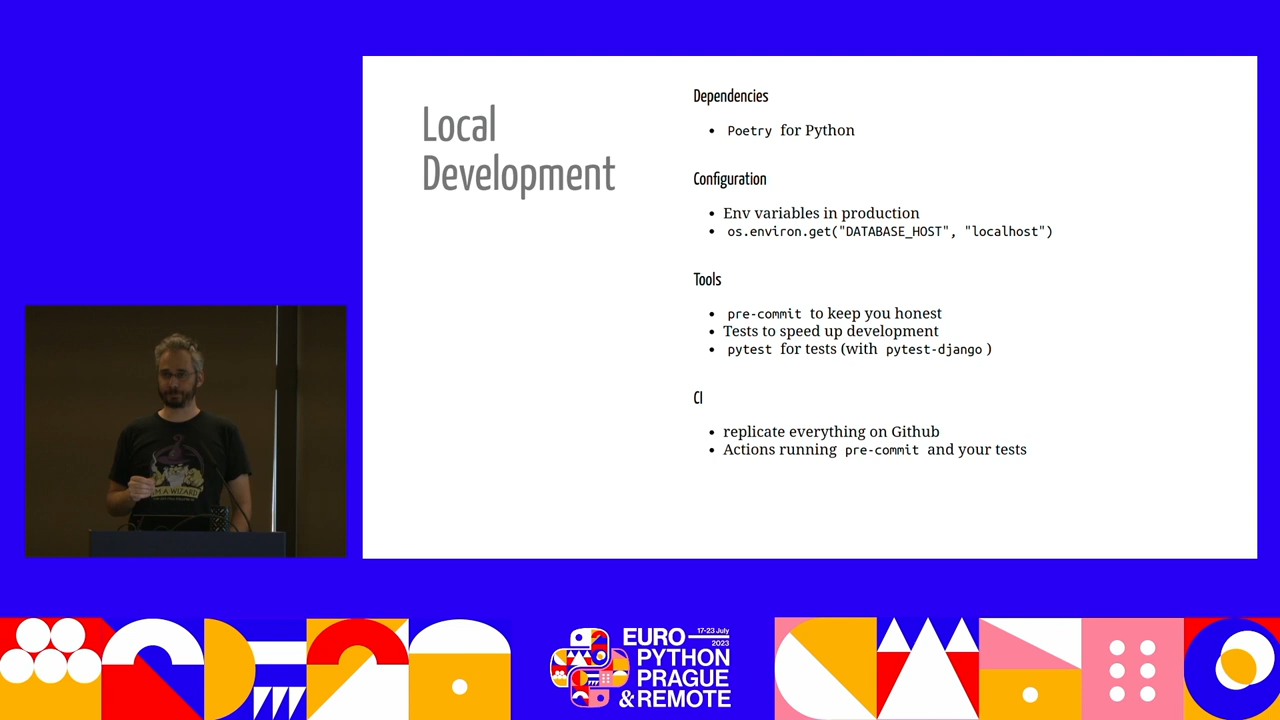 Local
Development
Dependencies
• Poetry for Python
Configuration
• Env variables in production
• os.environ.get("DATABASE_HOST", "localhost")
Tools
• pre-commit to keep you honest
• Tests to speed up development
• pytest for tests (with pytest-django )
CI
• replicate everything on Github
• Actions running pre-commit and your tests
M A WIZARD
EURO
17-23 July
2023
PYTHON
PRAGUE
& REMOTE